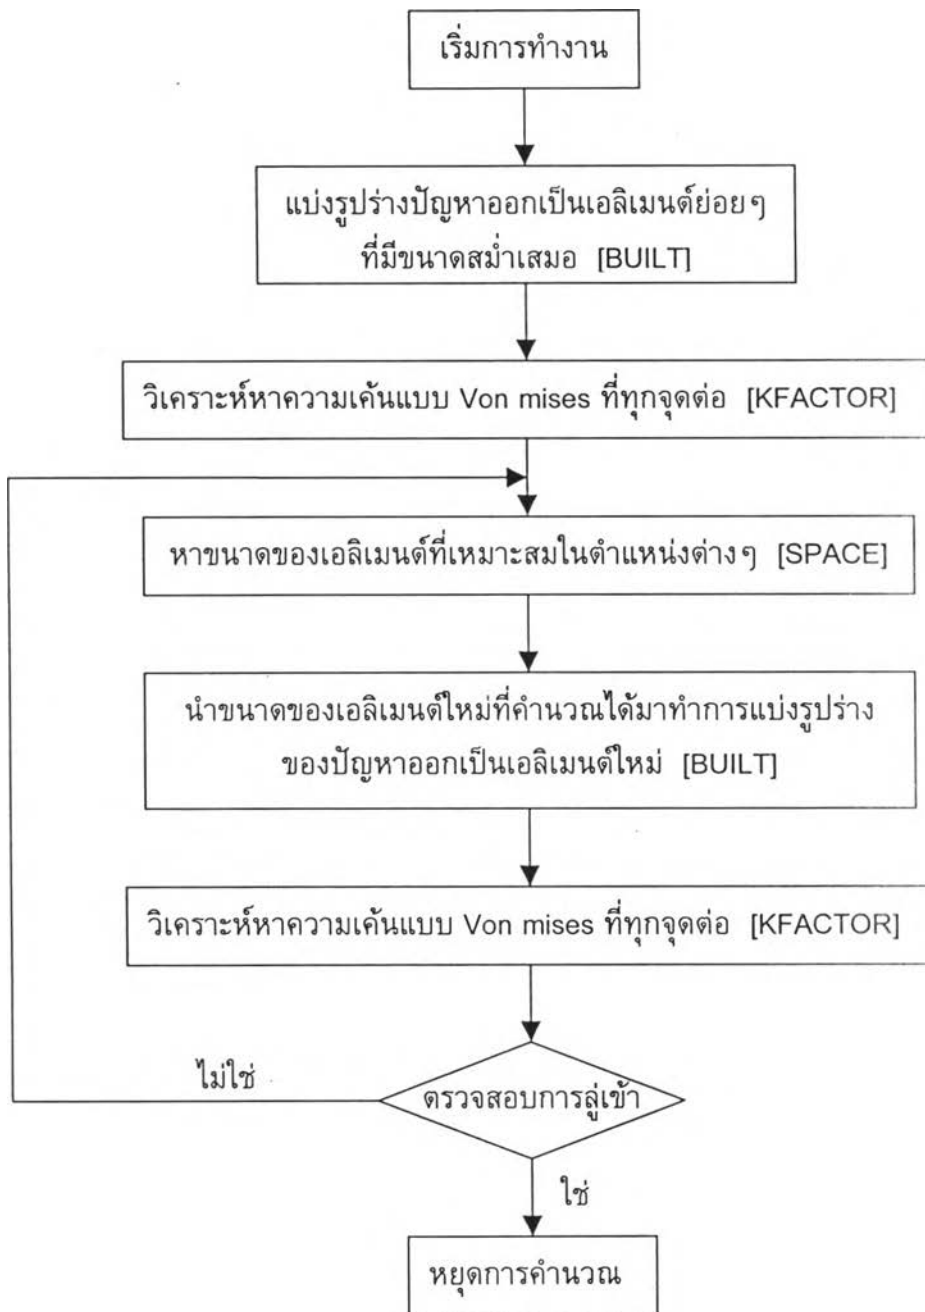 เริ่มการทำงาน
แบ่งรูปร่างปัญหาออกเป็นเอลิเมนต์ย่อยๆ
ที่มีขนาดสม่ำเสมอ [BUILT]
วิเคราะห์หาความเค้นแบบ Von mises ที่ทุกจุดต่อ [KFACTOR]
หาขนาดของเอลิเมนต์ที่เหมาะสมในตำแหน่งต่างๆ [SPACE]
นำขนาดของเอลิเมนต์ใหม่ที่คำนวณได้มาทำการแบ่งรูปร่าง
ของปัญหาออกเป็นเอลิเมนต์ใหม่ [BUILT]
วิเคราะห์หาความเค้นแบบ Von mises ที่ทุกจุดต่อ [KFACTOR]
ไม่ใช่
ตรวจสอบการลู่เข้า
ใช่
หยุดการคำนวณ